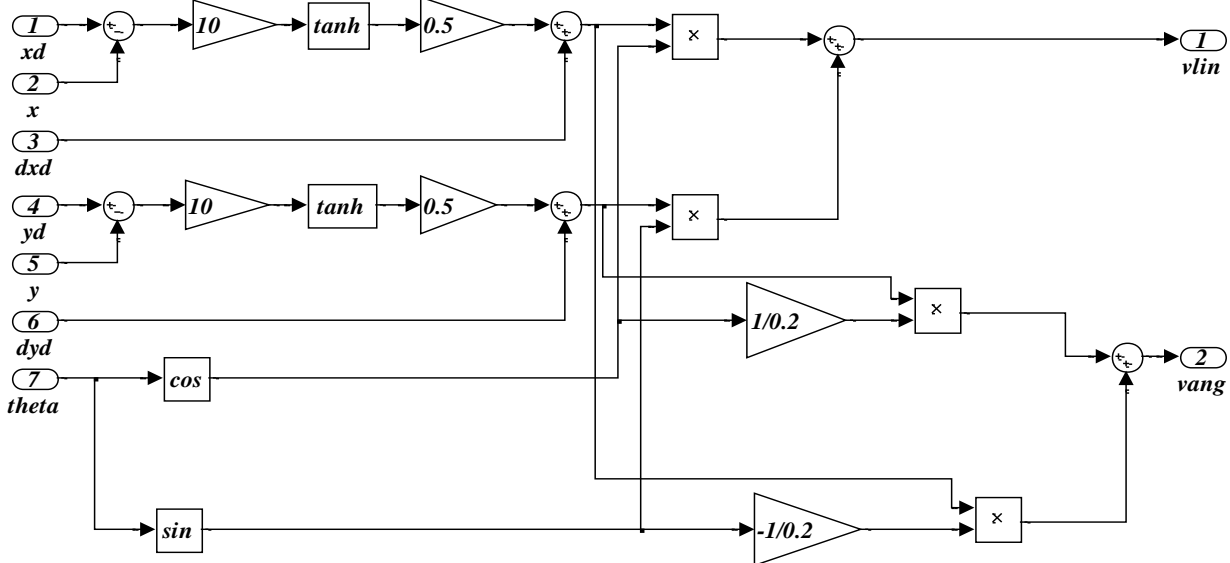 1
xd
+
−
10
tanh
0.5
+
+
×
+
+
1
vlin
2
x
3
dxd
4
yd
+
−
10
tanh
0.5
+
+
×
5
y
6
dyd
1/0.2
×
7
theta
cos
+
+
2
vang
sin
-1/0.2
×